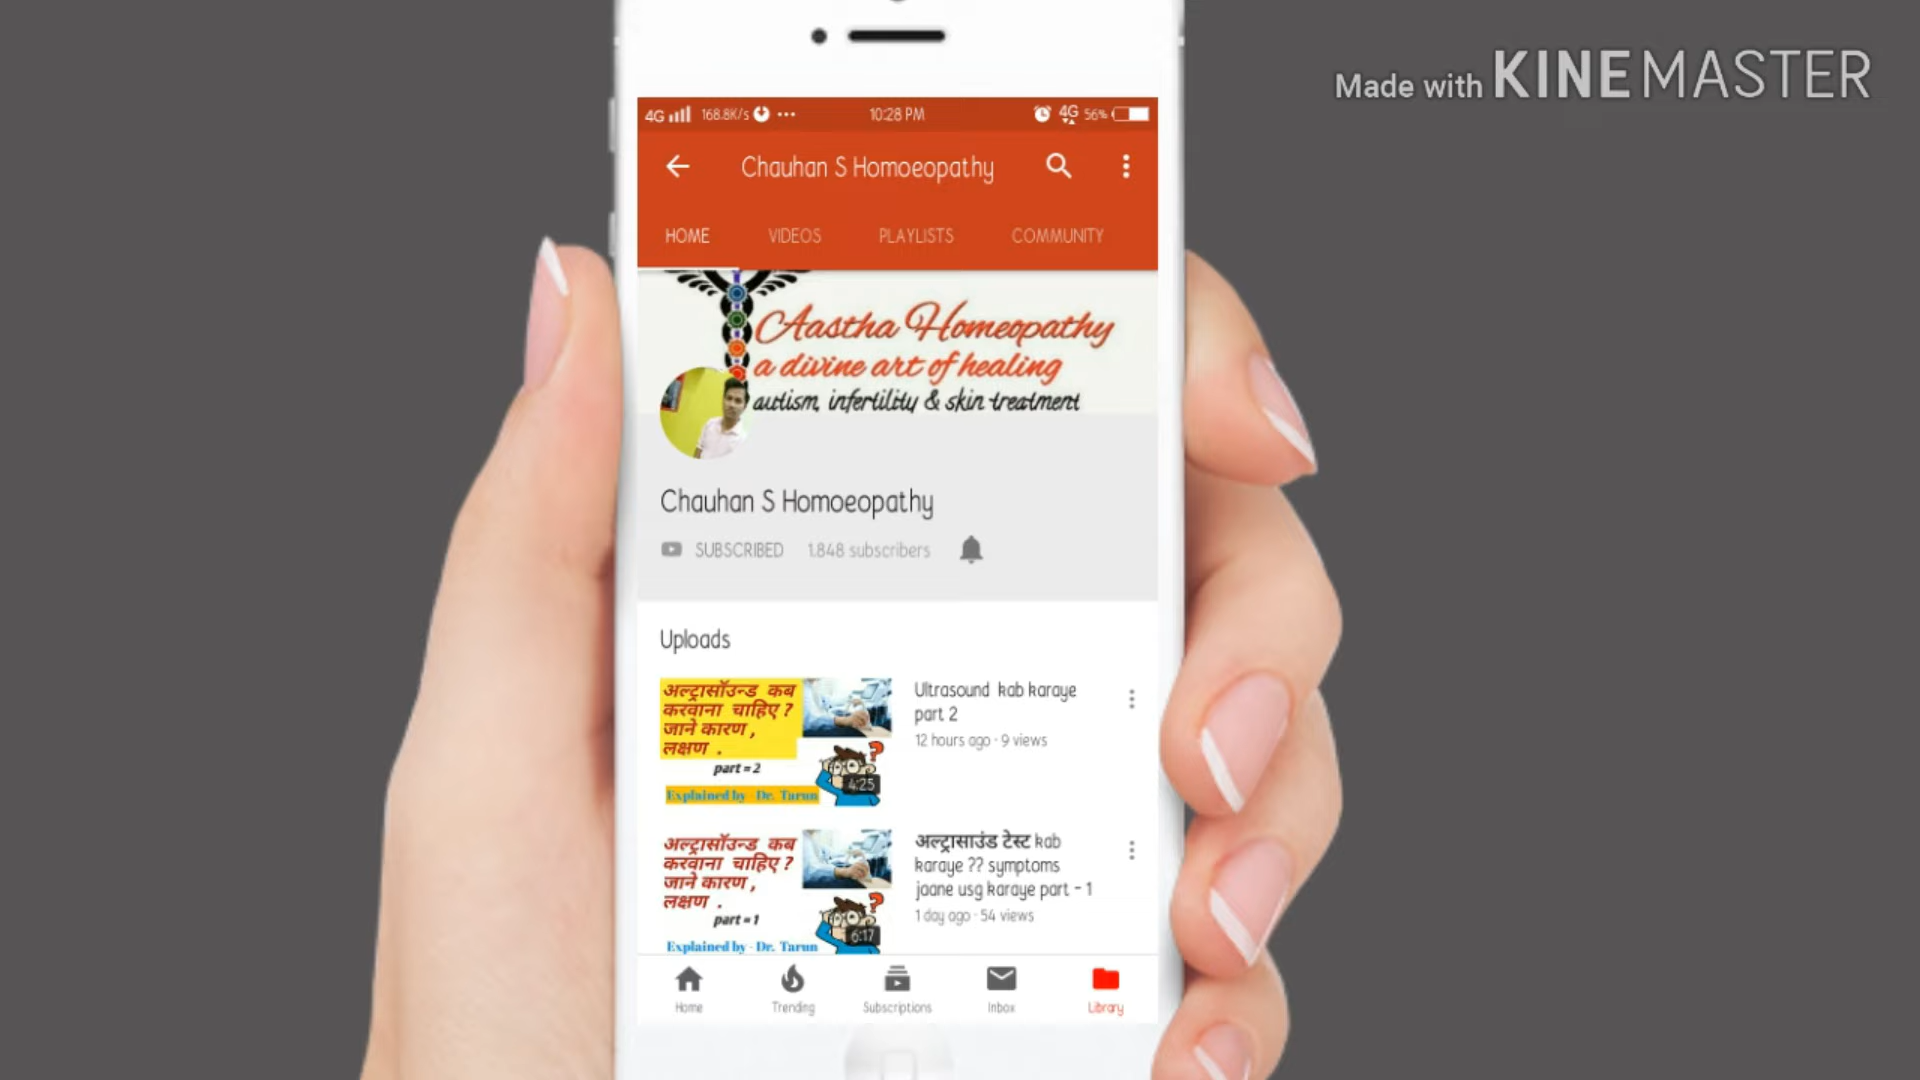 Made with KINEMASTER
4G 168.8K/s ... 10:28 PM 4G 56%
Chauhan S Homoeopathy
HOME VIDEOS PLAYLISTS COMMUNITY
Aastha Homeopathy
a divine art of healing
autism, infertility & skin treatment
Chauhan S Homoeopathy
SUBSCRIBED 1.848 subscribers
Uploads
अल्ट्रासॉउन्ड कब
करवाना चाहिए ?
जाने कारण ,
लक्षण .
part = 2
Explained by - Dr. Tarun
4:25
Ultrasound kab karaye
part 2
12 hours ago · 9 views
अल्ट्रासॉउन्ड कब
करवाना चाहिए ?
जाने कारण ,
लक्षण .
part = 1
Explained by - Dr. Tarun
6:17
अल्ट्रासाउंड टेस्ट kab
karaye ?? symptoms
jaane usg karaye part - 1
1 day ago · 54 views
Home Trending Subscriptions Inbox Library